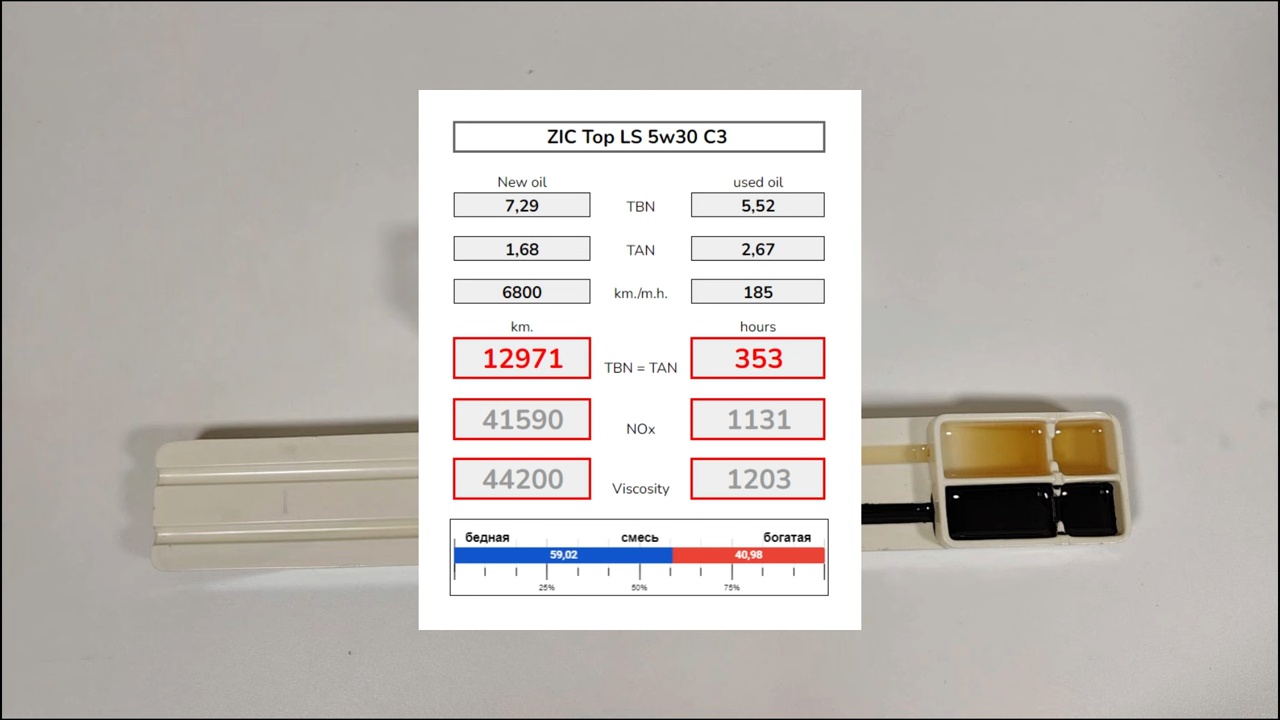 ZIC Top LS 5w30 C3
New oil used oil
7,29 TBN 5,52
1,68 TAN 2,67
6800 km./m.h. 185
km. hours
12971 TBN = TAN 353
41590 NOx 1131
44200 Viscosity 1203
бедная смесь богатая
59,02 40,98
25% 50% 75%